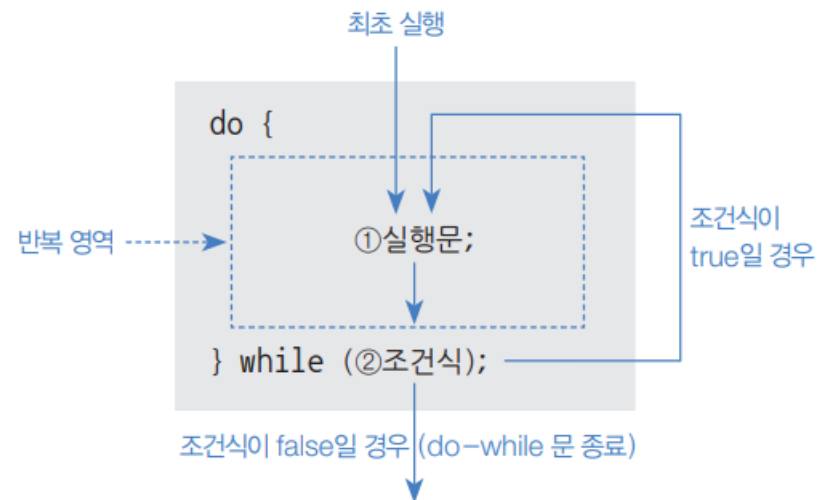 최초 실행
do {
반복 영역
①실행문;
조건식이
true일 경우
} while (②조건식);
조건식이 false일 경우 (do-while 문 종료)